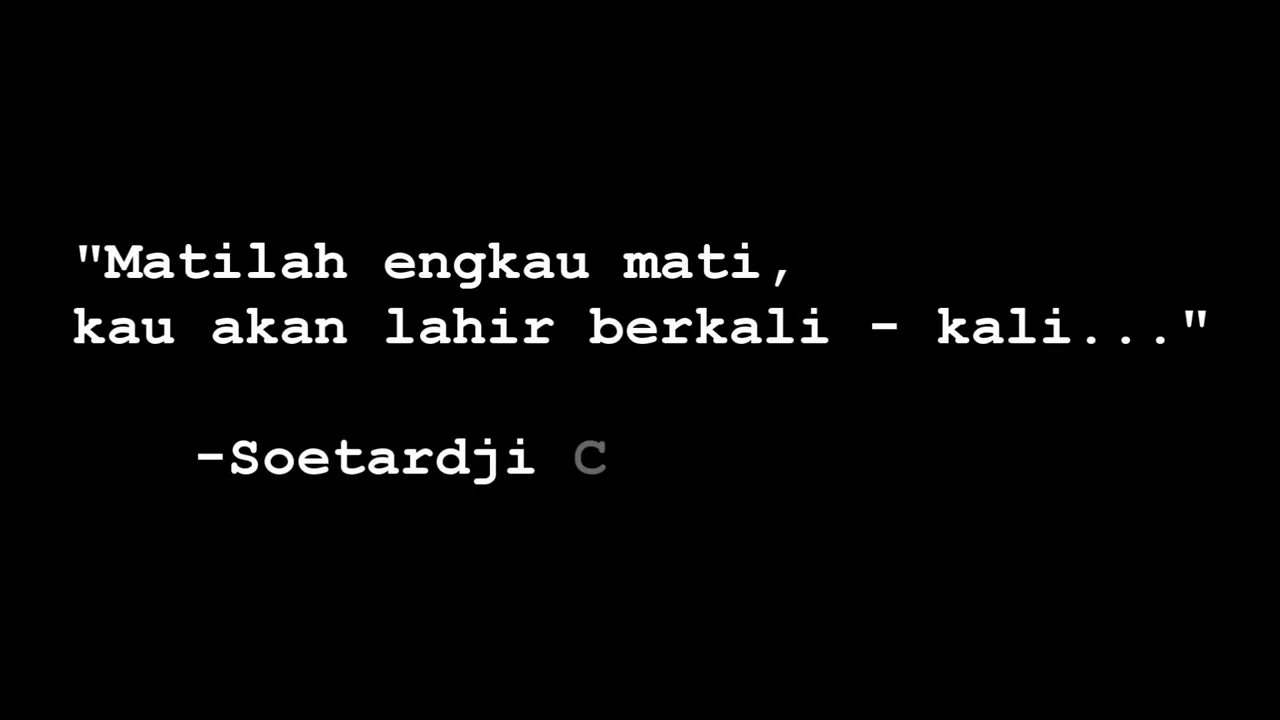 "Matilah engkau mati,
kau akan lahir berkali - kali..."
-Soetardji C